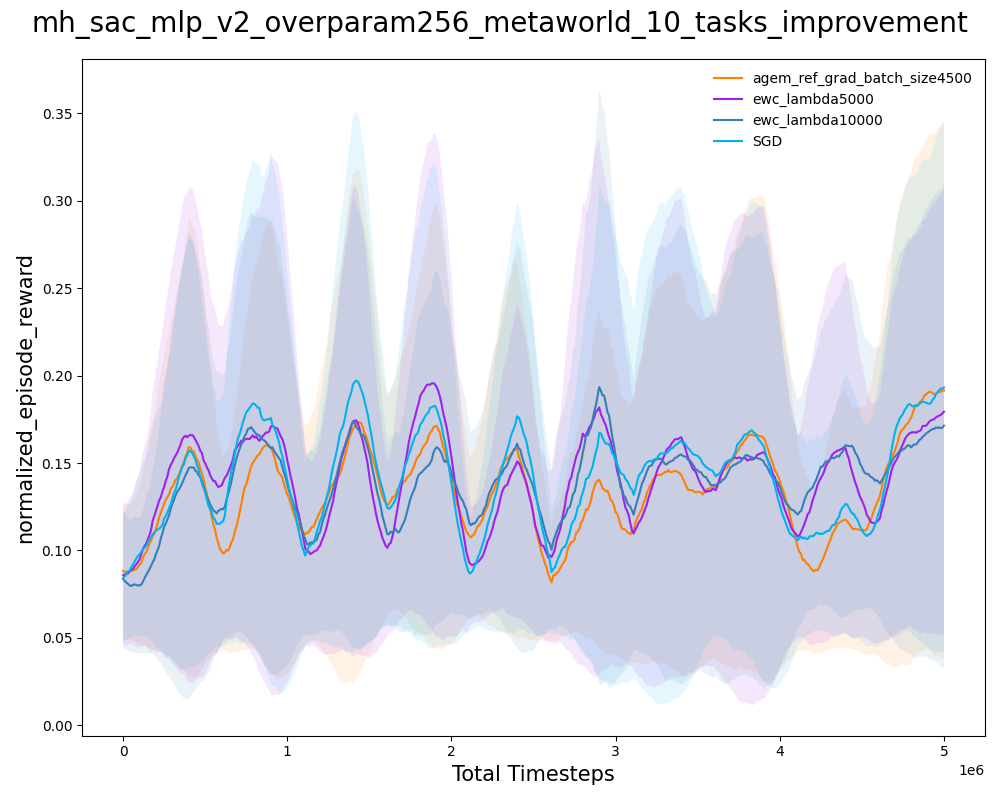 mh_sac_mlp_v2_overparam256_metaworld_10_tasks_improvement
agem_ref_grad_batch_size4500
ewc_lambda5000
ewc_lambda10000
SGD
normalized_episode_reward
0.35
0.30
0.25
0.20
0.15
0.10
0.05
0.00
0 1 2 3 4 5
1e6
Total Timesteps